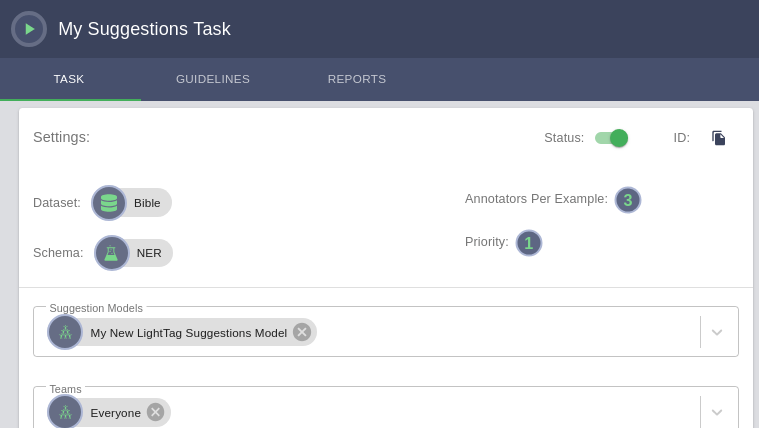 My Suggestions Task
TASK GUIDELINES REPORTS
Settings: Status: ID:
Dataset: Bible Annotators Per Example: 3
Schema: NER Priority: 1
Suggestion Models
My New LightTag Suggestions Model
Teams
Everyone